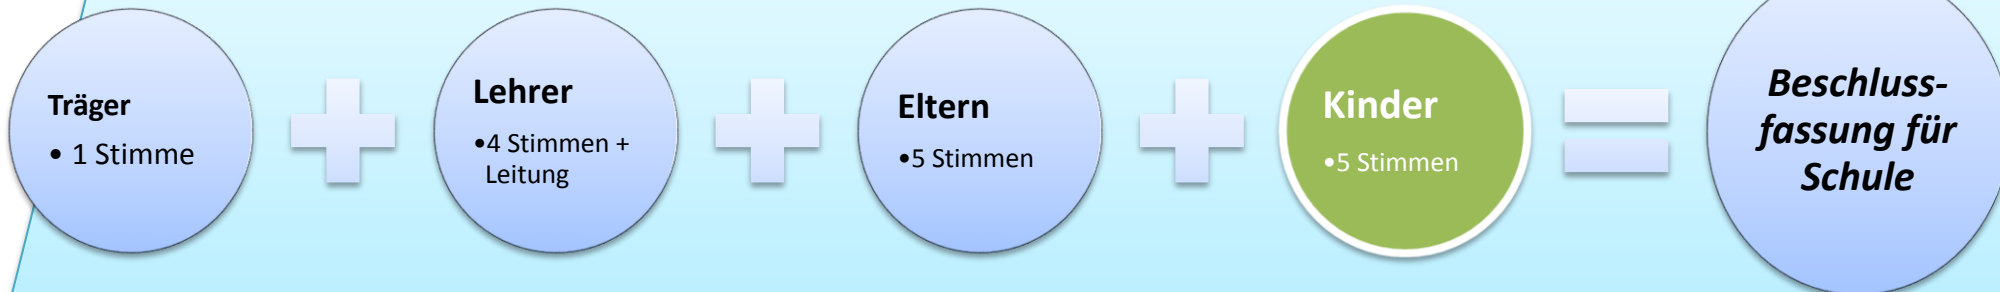 Träger
• 1 Stimme
Lehrer
•4 Stimmen +
Leitung
Eltern
•5 Stimmen
Kinder
•5 Stimmen
Beschluss-
fassung für
Schule